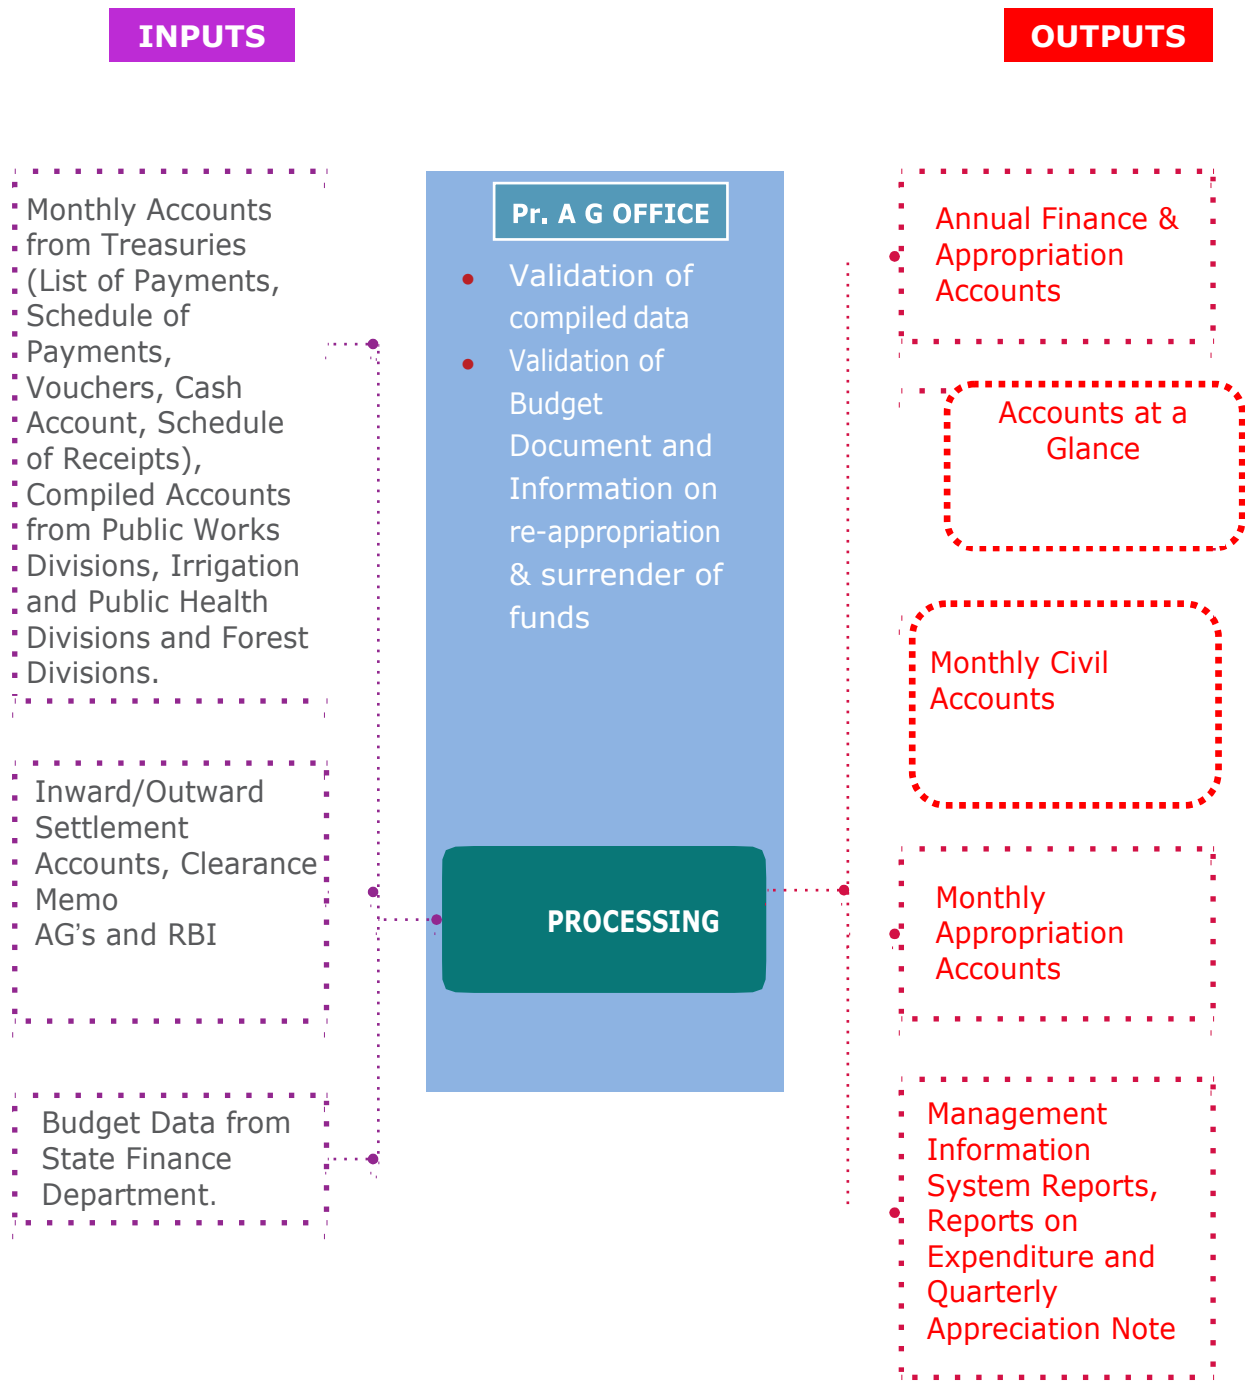 INPUTS
OUTPUTS
Monthly Accounts
from Treasuries
(List of Payments,
Schedule of
Payments,
Vouchers, Cash
Account, Schedule
of Receipts),
Compiled Accounts
from Public Works
Divisions, Irrigation
and Public Health
Divisions and Forest
Divisions.
Inward/Outward
Settlement
Accounts, Clearance
Memo
AG's and RBI
Budget Data from
State Finance
Department.
Pr. A G OFFICE
• Validation of
compiled data
• Validation of
Budget
Document and
Information on
re-appropriation
& surrender of
funds
PROCESSING
Annual Finance &
Appropriation
Accounts
Accounts at a
Glance
Monthly Civil
Accounts
Monthly
Appropriation
Accounts
Management
Information
System Reports,
Reports on
Expenditure and
Quarterly
Appreciation Note